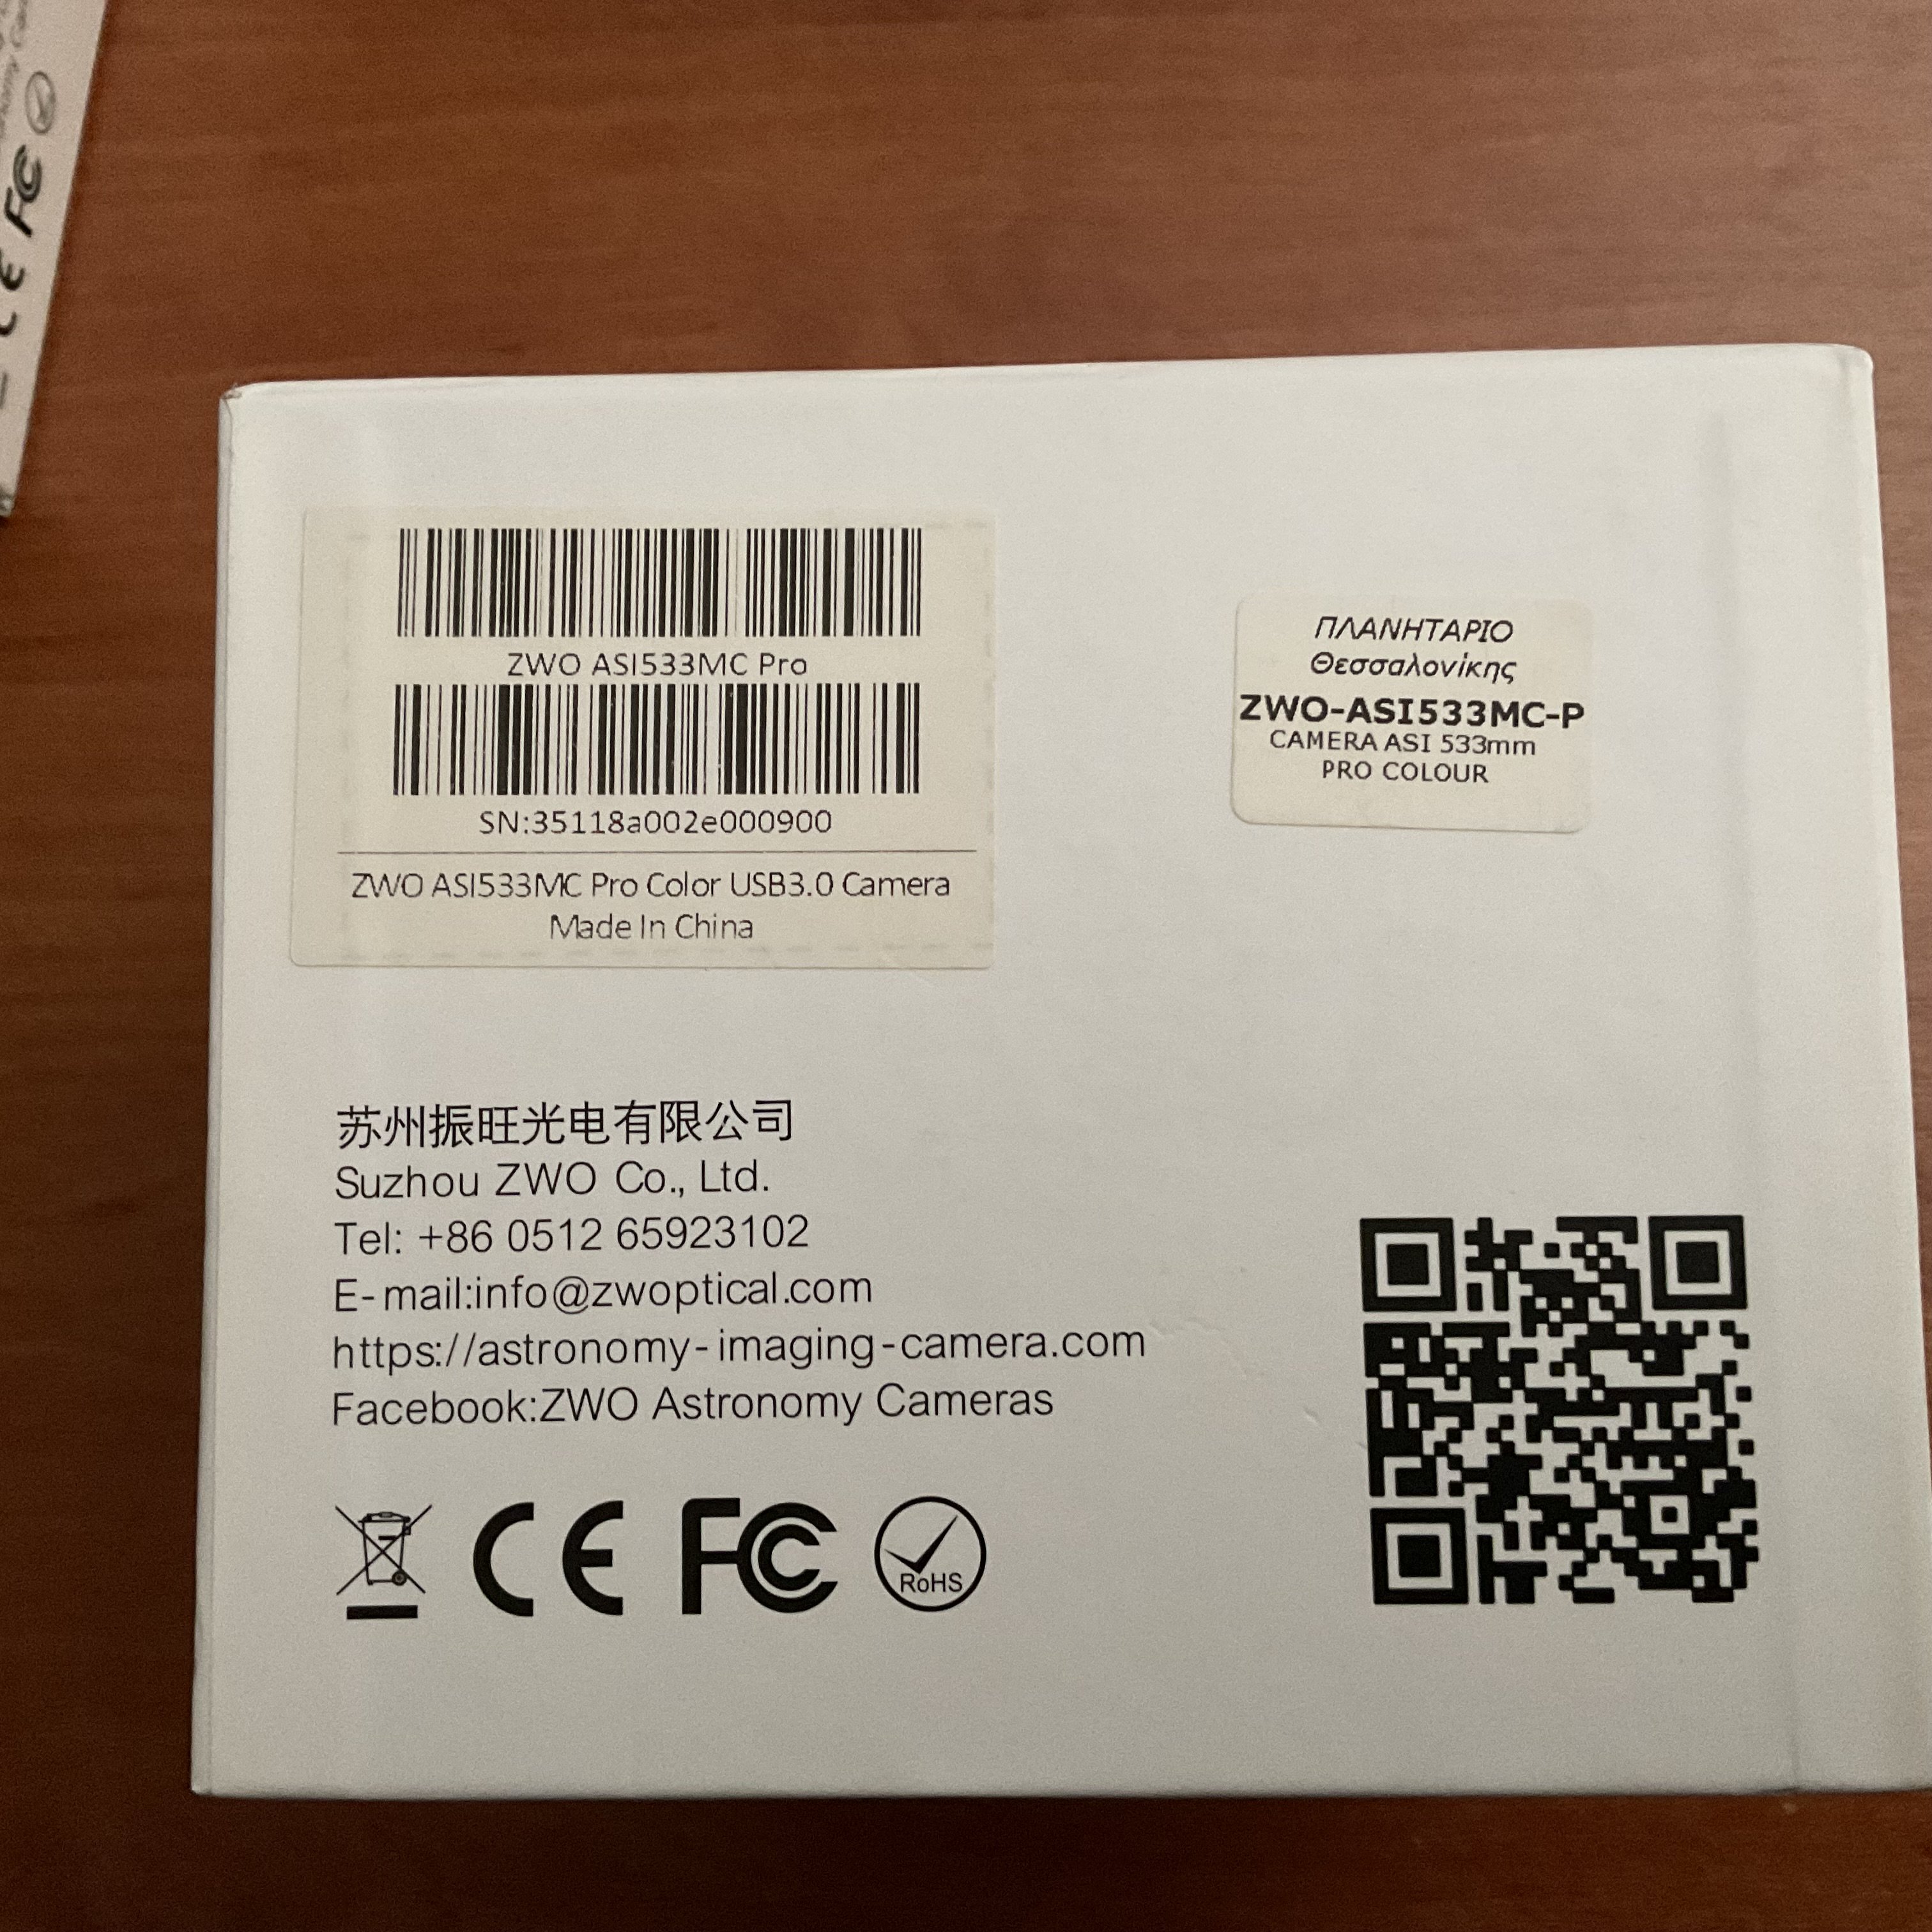 ZWO ASI533MC Pro
SN:35118a002e000900
ZWO ASI533MC Pro Color USB3.0 Camera
Made In China
ΠΛΑΝΗΤΑΡΙΟ
Θεσσαλονίκης
ZWO-ASI533MC-P
CAMERA ASI 533mm
PRO COLOUR
苏州振旺光电有限公司
Suzhou ZWO Co., Ltd.
Tel: +86 0512 65923102
E-mail:info@zwoptical.com
https://astronomy-imaging-camera.com
Facebook:ZWO Astronomy Cameras
CE FC RoHS